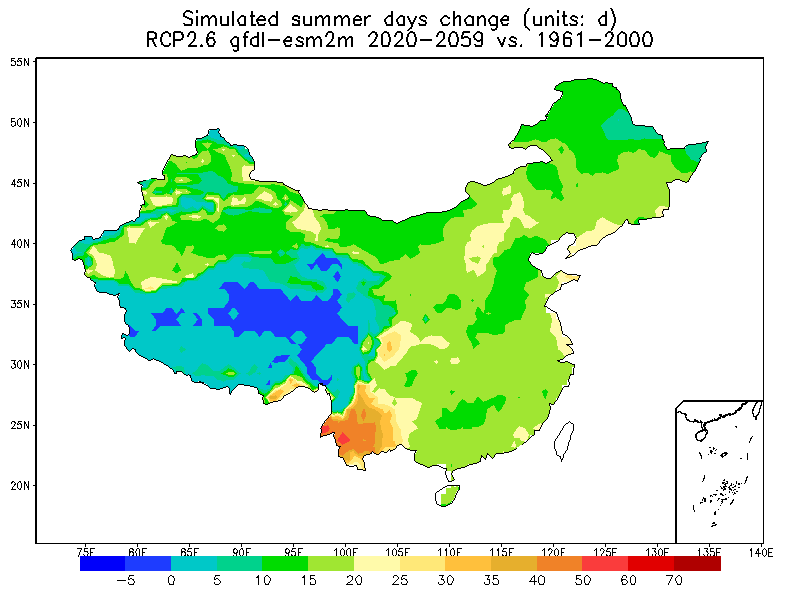 Simulated summer days change (units: d)
RCP2.6 gfdl-esm2m 2020-2059 vs. 1961-2000
55N
50N
45N
40N
35N
30N
25N
20N
75E 80E 85E 90E 95E 100E 105E 110E 115E 120E 125E 130E 135E 140E
-5 0 5 10 15 20 25 30 35 40 50 60 70